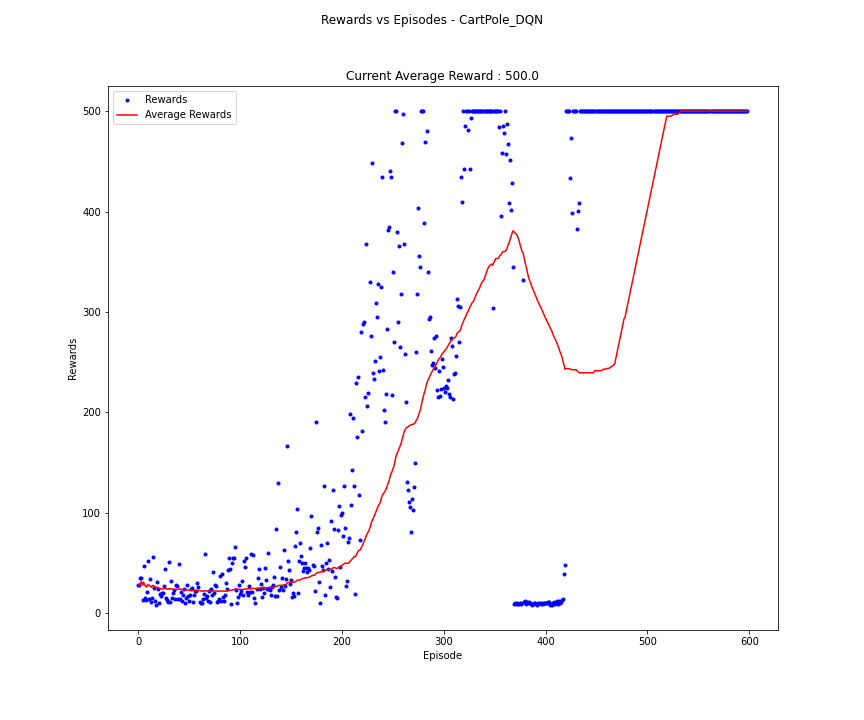 Rewards vs Episodes - CartPole_DQN
Current Average Reward : 500.0
Rewards
Average Rewards
500
400
300
200
100
0
Rewards
0 100 200 300 400 500 600
Episode